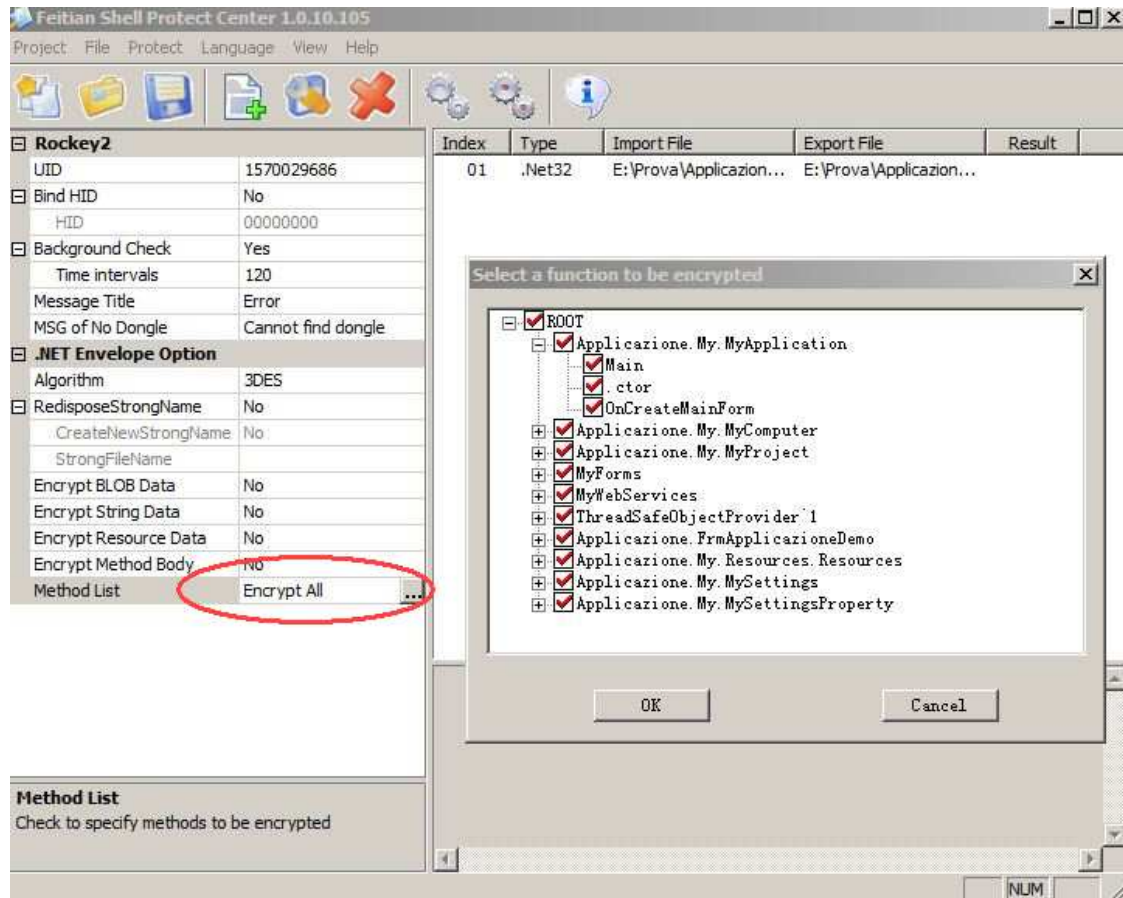 Feitian Shell Protect Center 1.0.10.105
Project File Protect Language View Help
Rockey2
UID 1570029686
Bind HID No
HID 00000000
Background Check Yes
Time intervals 120
Message Title Error
MSG of No Dongle Cannot find dongle
.NET Envelope Option
Algorithm 3DES
RedisposeStrongName No
CreateNewStrongName No
StrongFileName
Encrypt BLOB Data No
Encrypt String Data No
Encrypt Resource Data No
Encrypt Method Body No
Method List Encrypt All ...
Method List
Check to specify methods to be encrypted
Index Type Import File Export File Result
01 .Net32 E:\Prova\Applicazion... E:\Prova\Applicazion...
Select a function to be encrypted
ROOT
Applicazione.My.MyApplication
Main
.ctor
OnCreateMainForm
Applicazione.My.MyComputer
Applicazione.My.MyProject
MyForms
MyWebServices
ThreadSafeObjectProvider`1
Applicazione.FrmApplicazioneDemo
Applicazione.My.Resources.Resources
Applicazione.My.MySettings
Applicazione.My.MySettingsProperty
OK Cancel
NUM